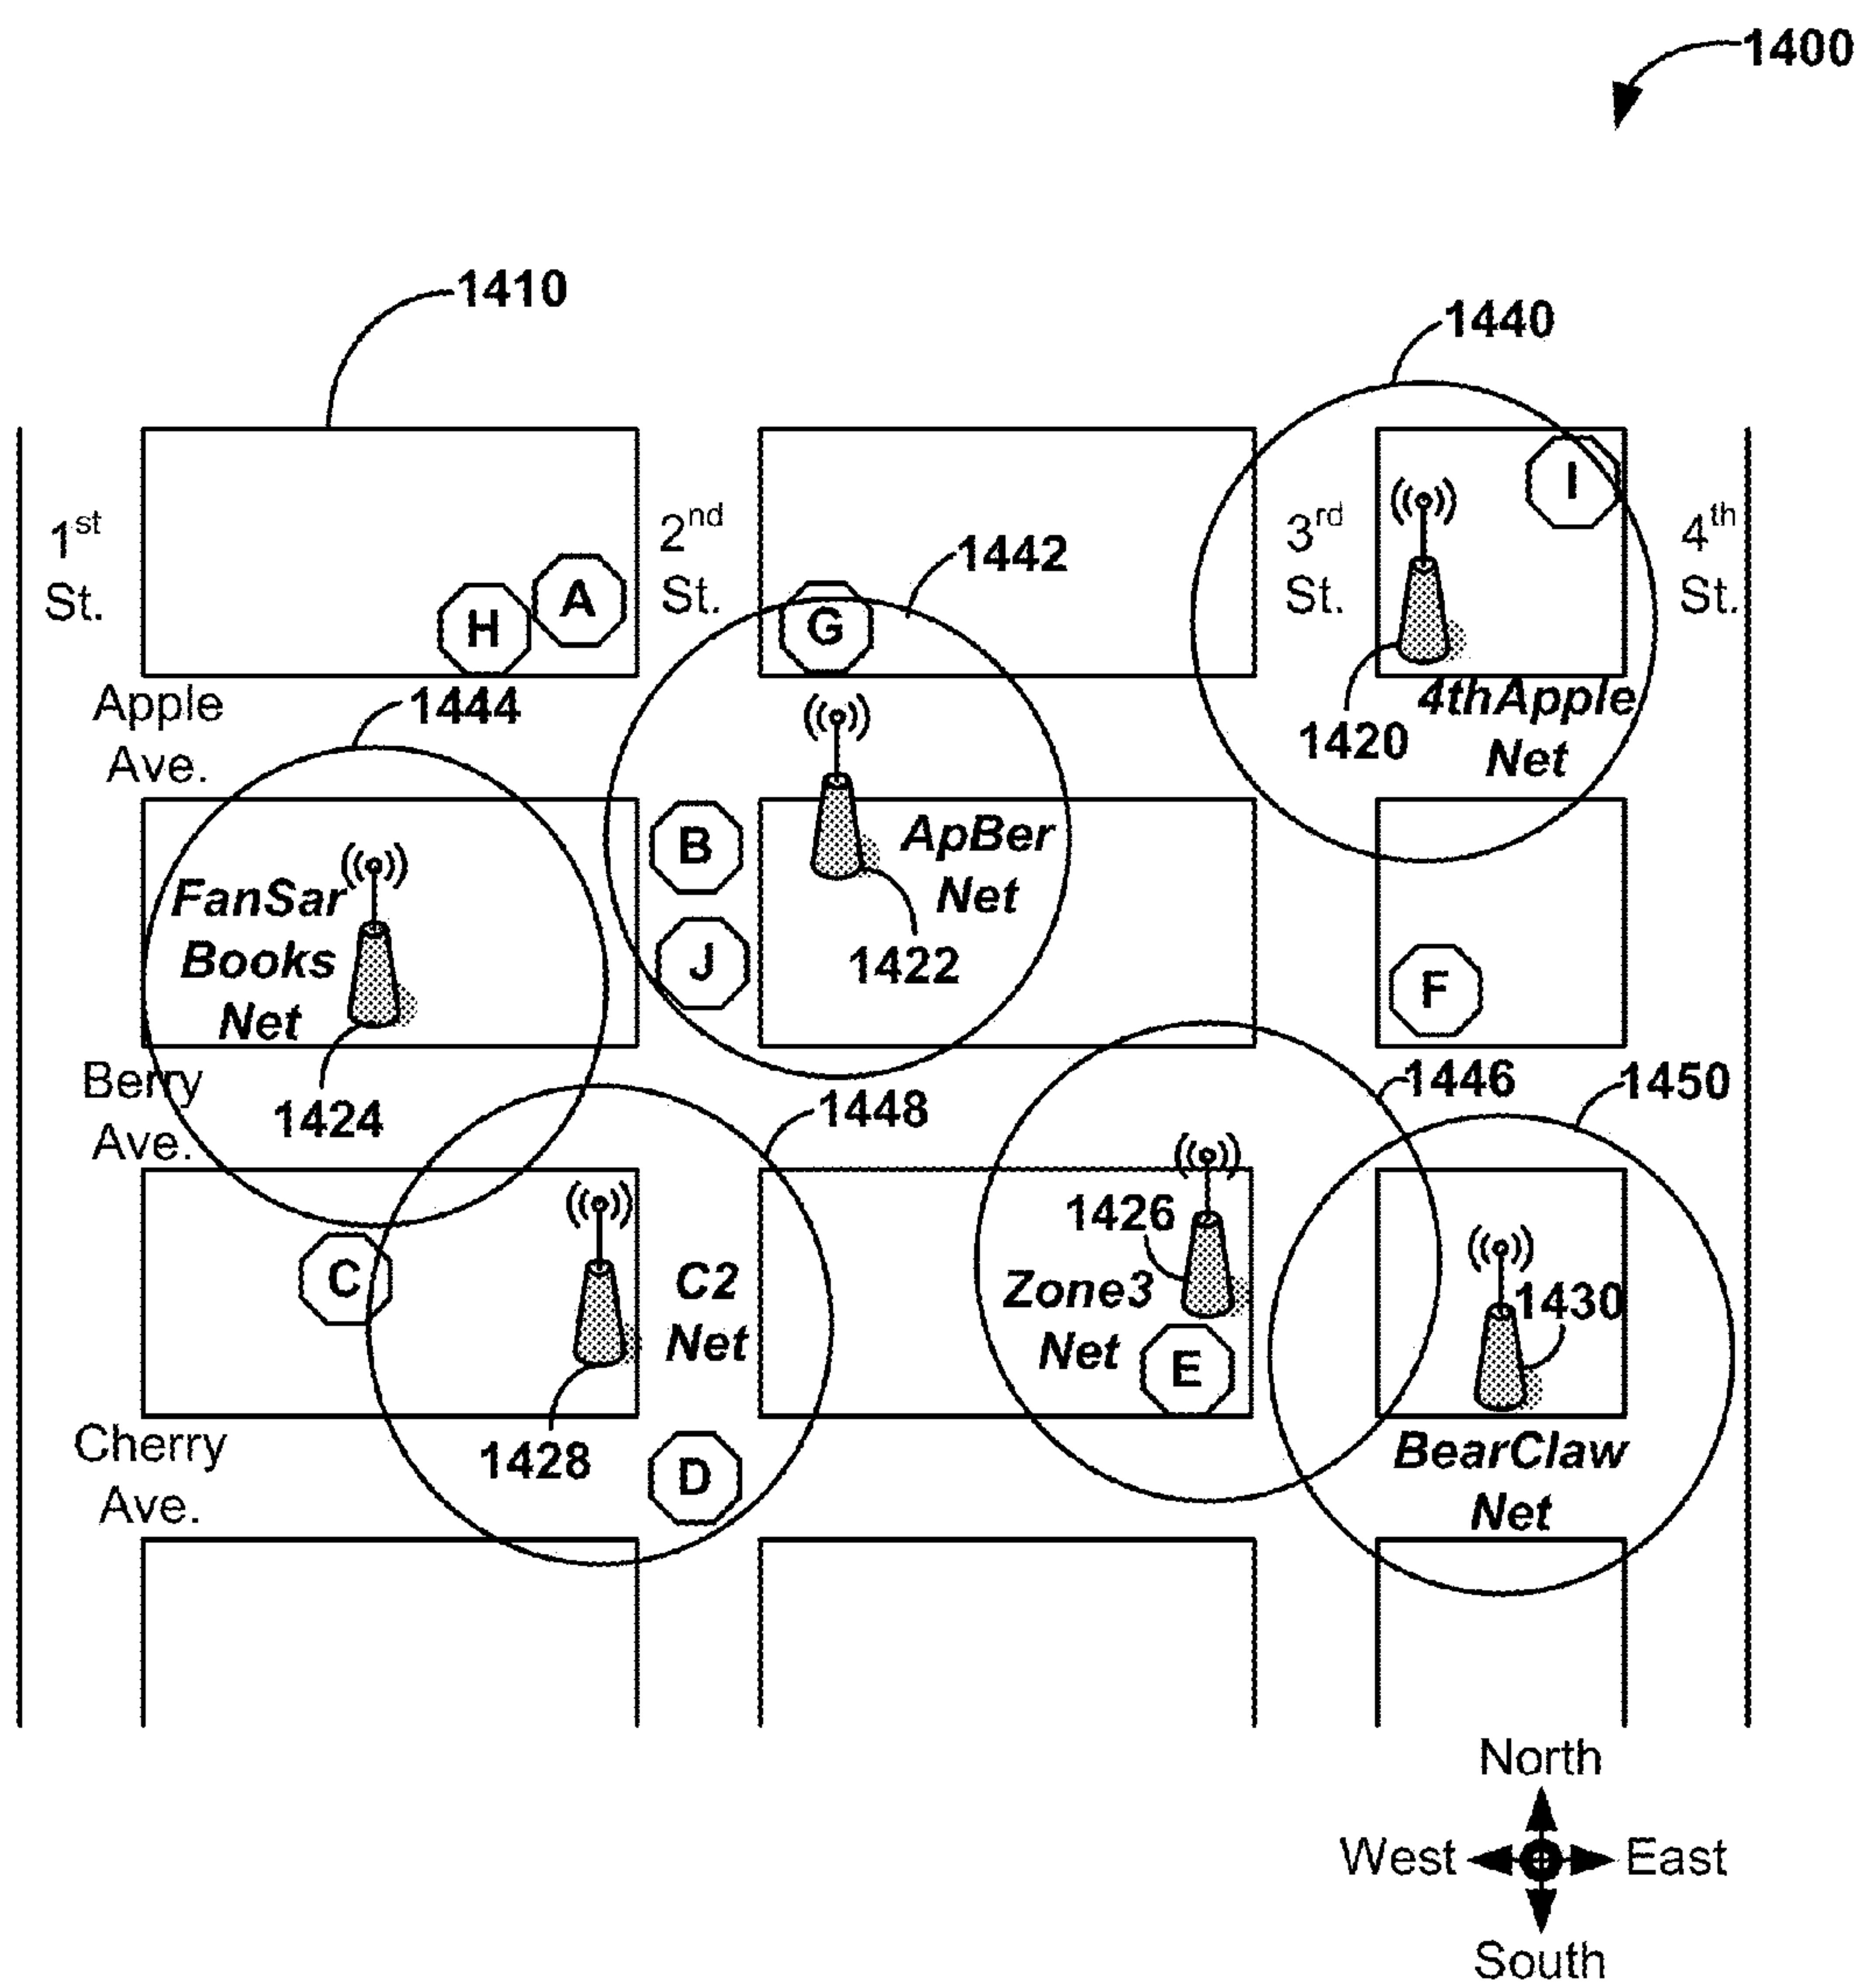 1400
1410
1440
1st
St.
2nd
St.
3rd
St.
4th
St.
1442
I
A
H
G
Apple
Ave.
1444
1420
4thApple
Net
B
ApBer
Net
FanSar
Books
Net
J
1422
F
Berry
Ave.
1424
1448
1446
1450
1426
C
C2
Net
Zone3
Net
1430
E
Cherry
Ave.
1428
D
BearClaw
Net
North
West
East
South